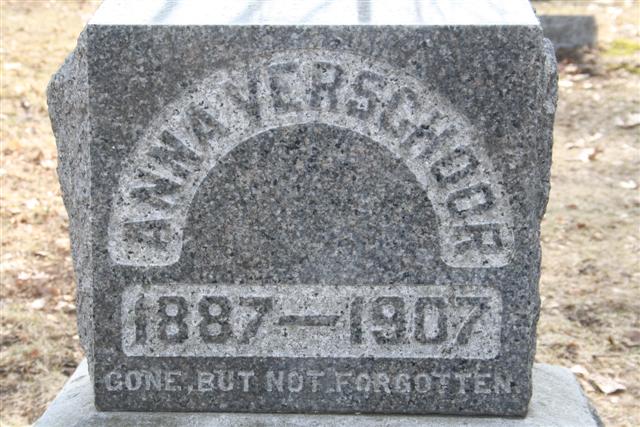 ANNA VERSCHOOR
1887—1907
GONE, BUT NOT FORGOTTEN